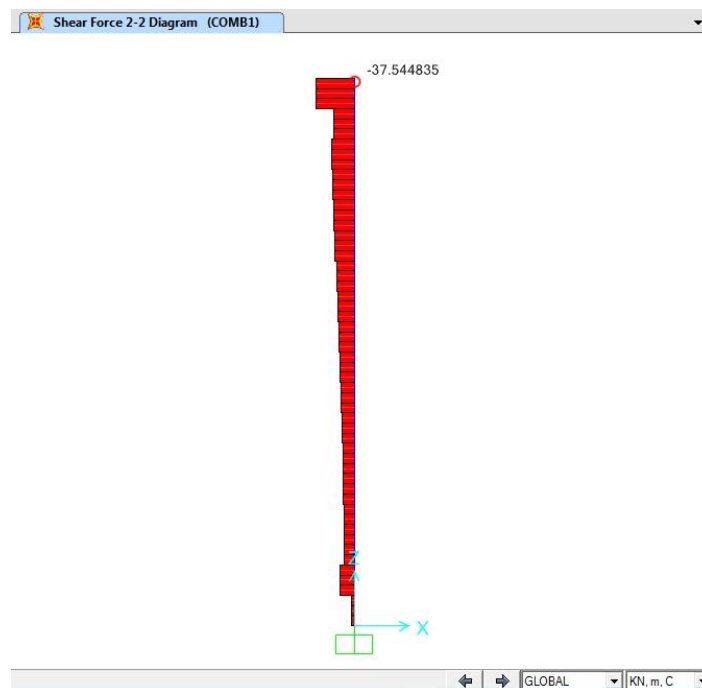 Shear Force 2-2 Diagram (COMB1)
-37.544835
Z
X
GLOBAL
KN, m, C